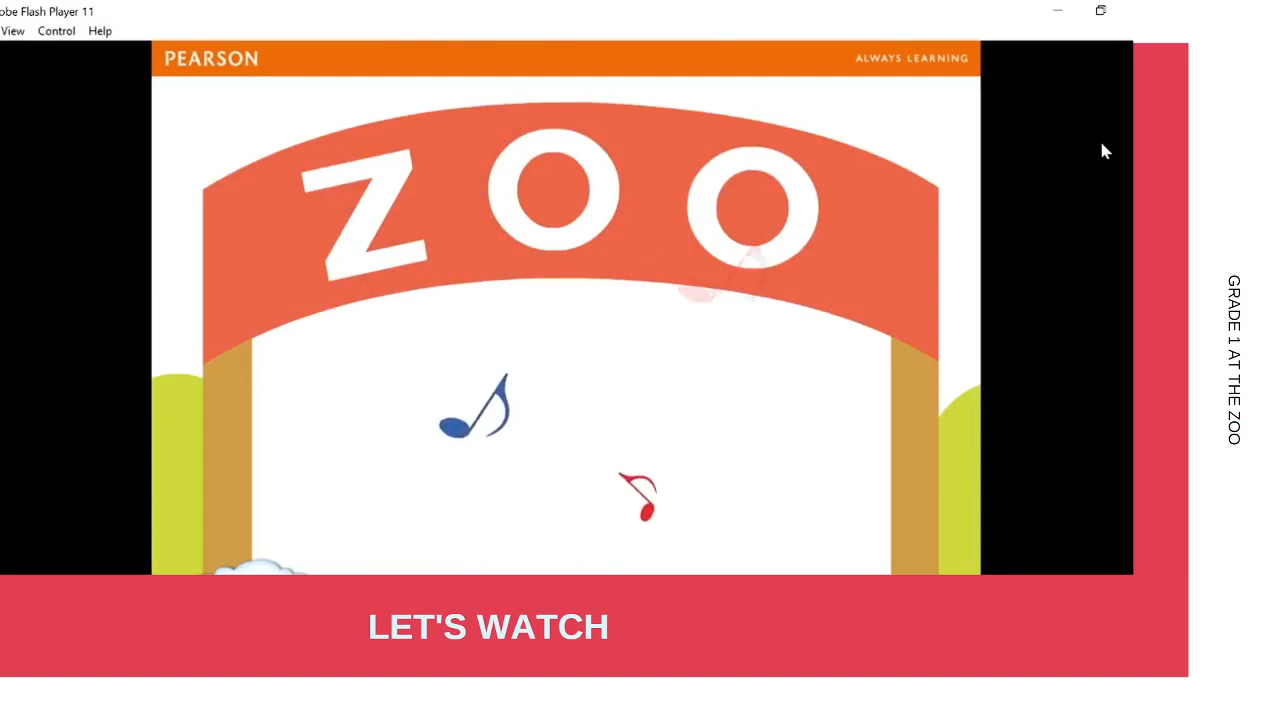 obe Flash Player 11
View Control Help
PEARSON
ALWAYS LEARNING
ZOO
GRADE 1 AT THE ZOO
LET'S WATCH